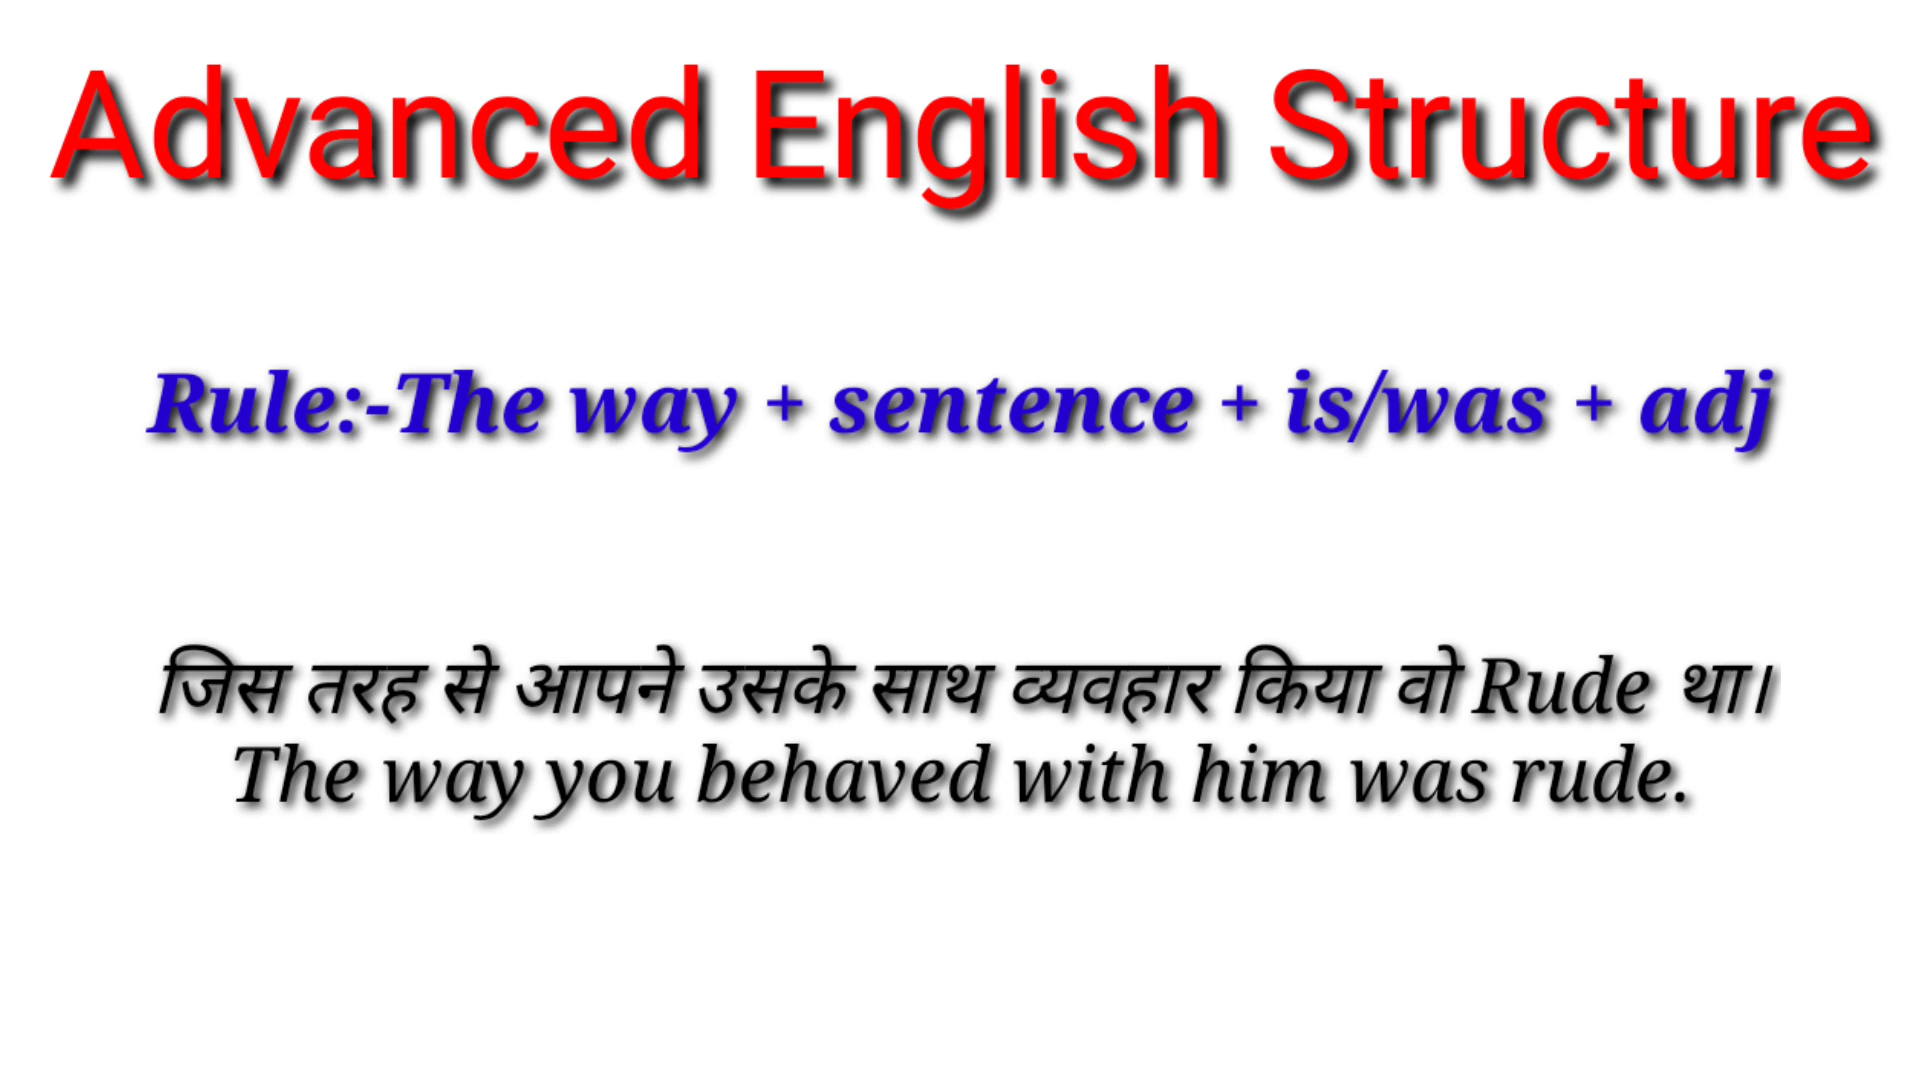 Advanced English Structure
Rule:-The way + sentence + is/was + adj
जिस तरह से आपने उसके साथ व्यवहार किया वो Rude था।
The way you behaved with him was rude.